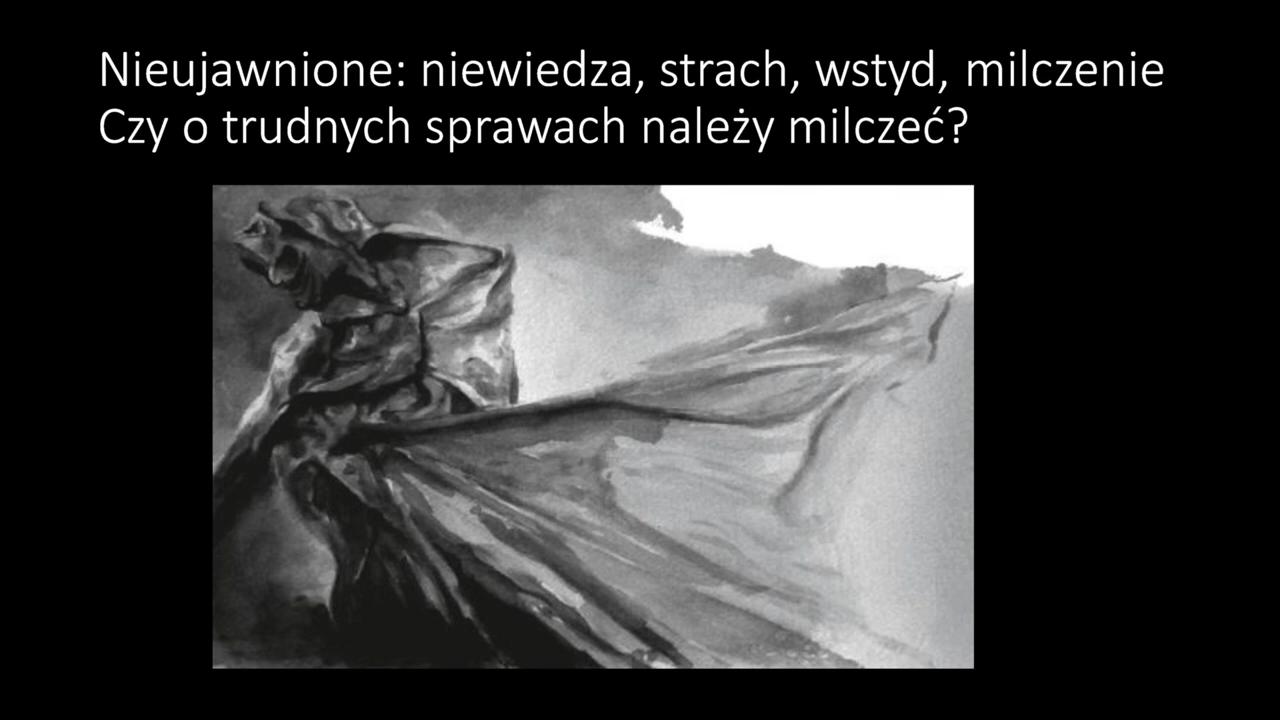 Nieujawnione: niewiedza, strach, wstyd, milczenie
Czy o trudnych sprawach należy milczeć?